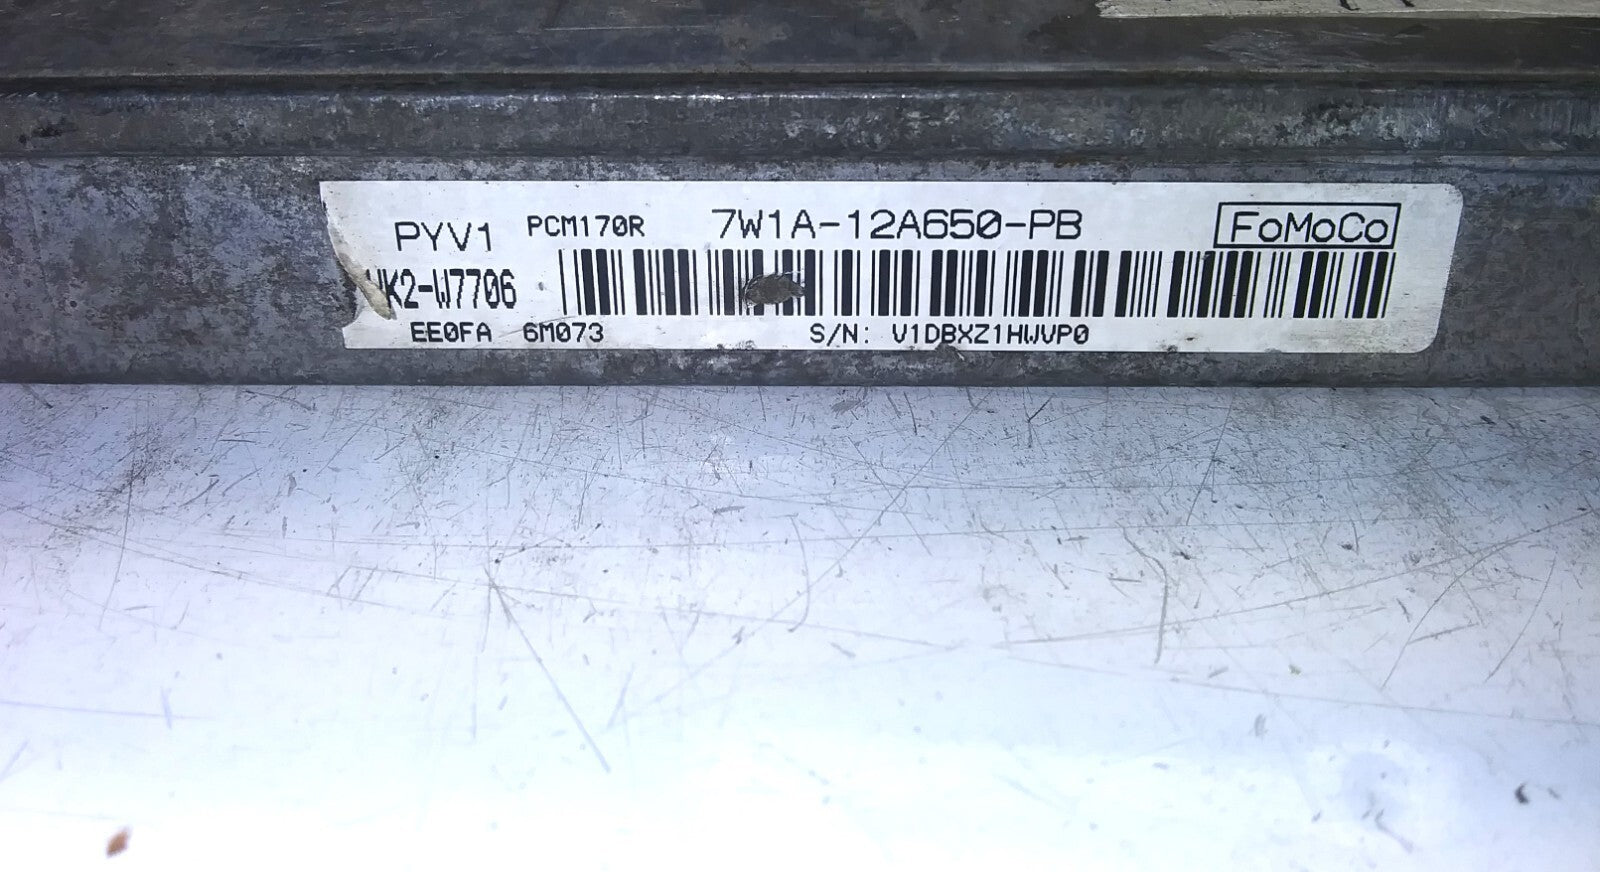 PYV1 PCM170R 7W1A-12A650-PB FoMoCo
K2-W7706
EE0FA 6M073 S/N: V1DBXZ1HWVP0